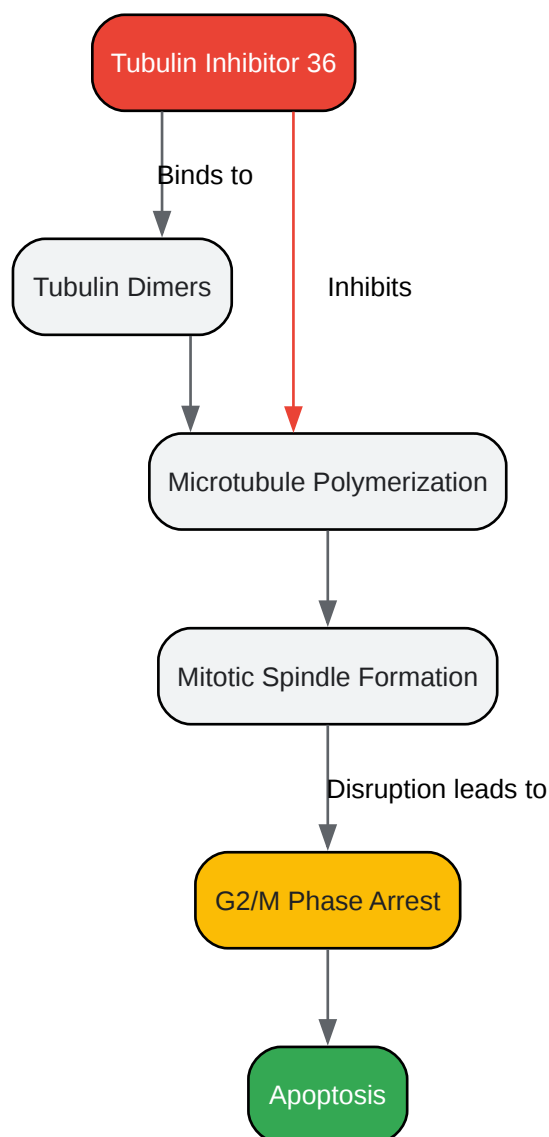 Tubulin Inhibitor 36
Binds to
Tubulin Dimers
Inhibits
Microtubule Polymerization
Mitotic Spindle Formation
Disruption leads to
G2/M Phase Arrest
Apoptosis